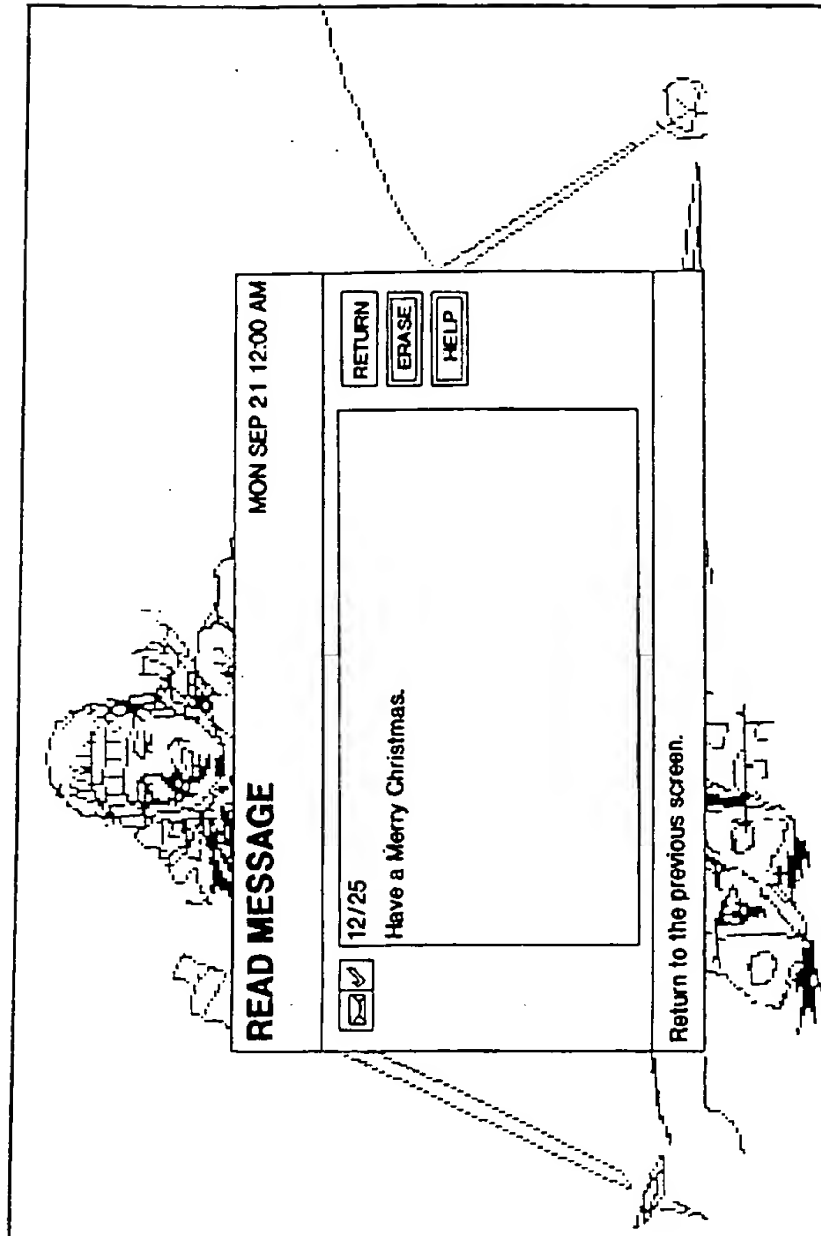 READ MESSAGE MON SEP 21 12:00 AM
12/25
Have a Merry Christmas.
RETURN
ERASE
HELP
Return to the previous screen.